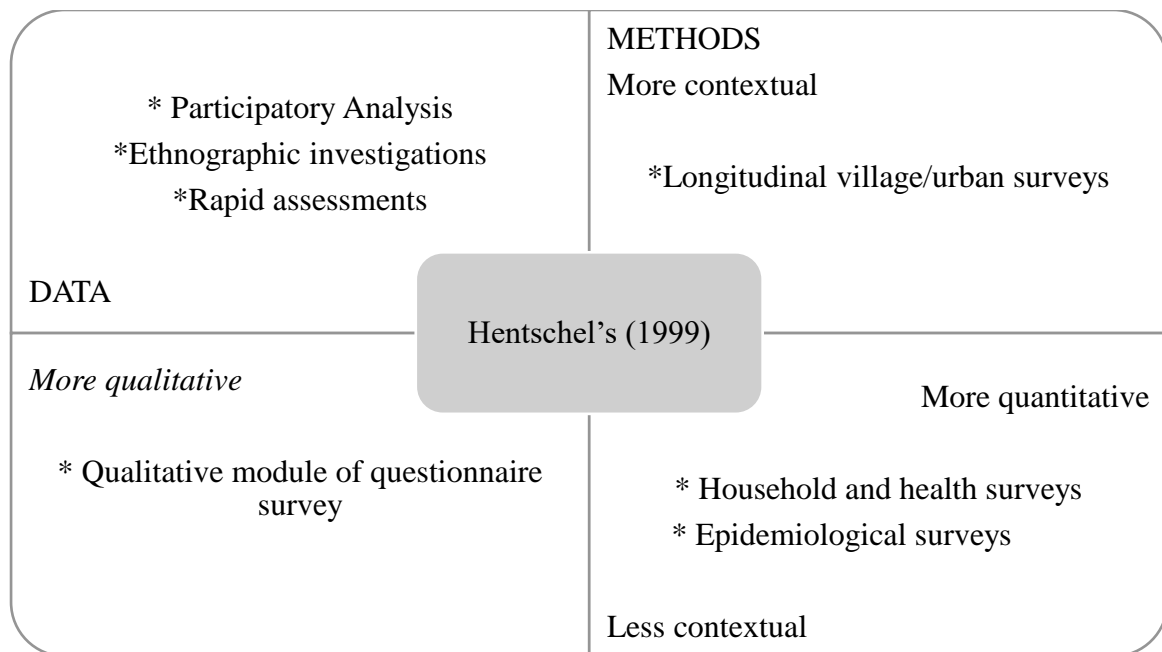 METHODS
More contextual
* Participatory Analysis
*Ethnographic investigations
*Rapid assessments
*Longitudinal village/urban surveys
DATA
Hentschel’s (1999)
More qualitative
More quantitative
* Qualitative module of questionnaire
survey
* Household and health surveys
* Epidemiological surveys
Less contextual